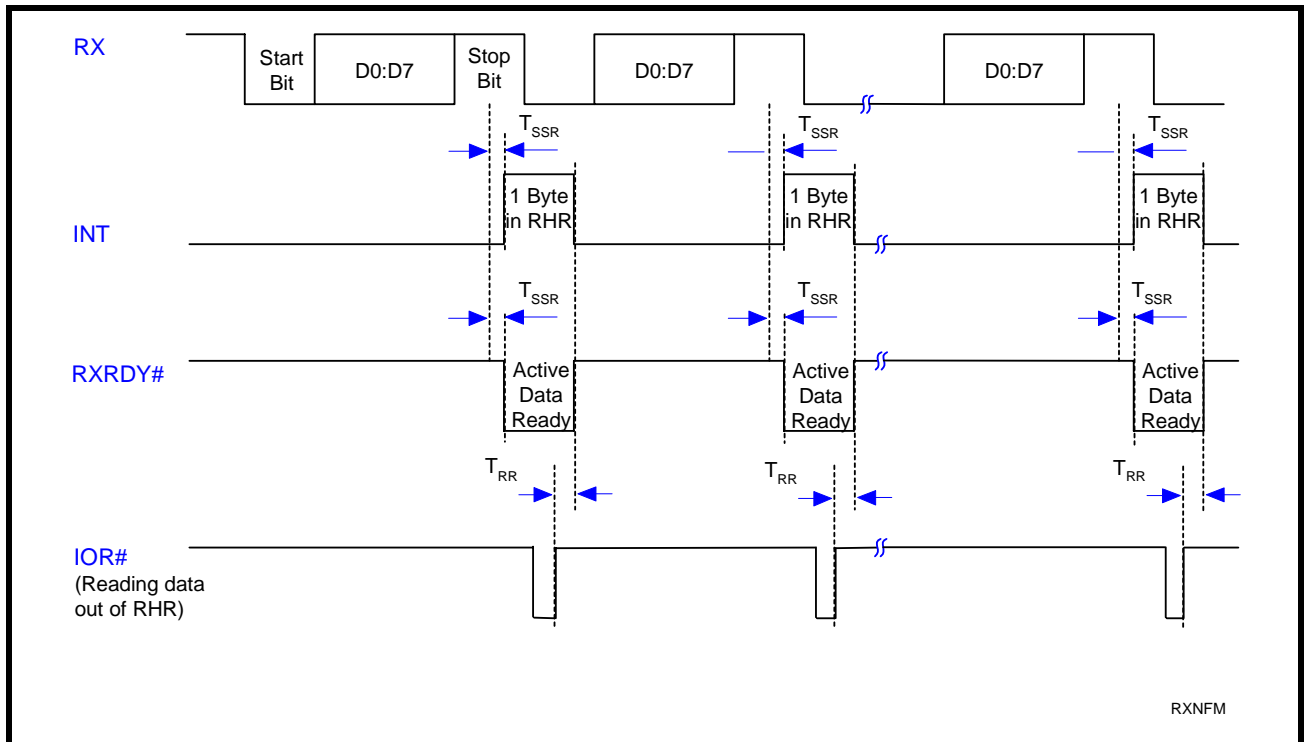 RX
Start
Bit
D0:D7
Stop
Bit
D0:D7
D0:D7
TSSR
TSSR
TSSR
INT
1 Byte
in RHR
1 Byte
in RHR
1 Byte
in RHR
TSSR
TSSR
TSSR
RXRDY#
Active
Data
Ready
Active
Data
Ready
Active
Data
Ready
TRR
TRR
TRR
IOR#
(Reading data
out of RHR)
RXNFM